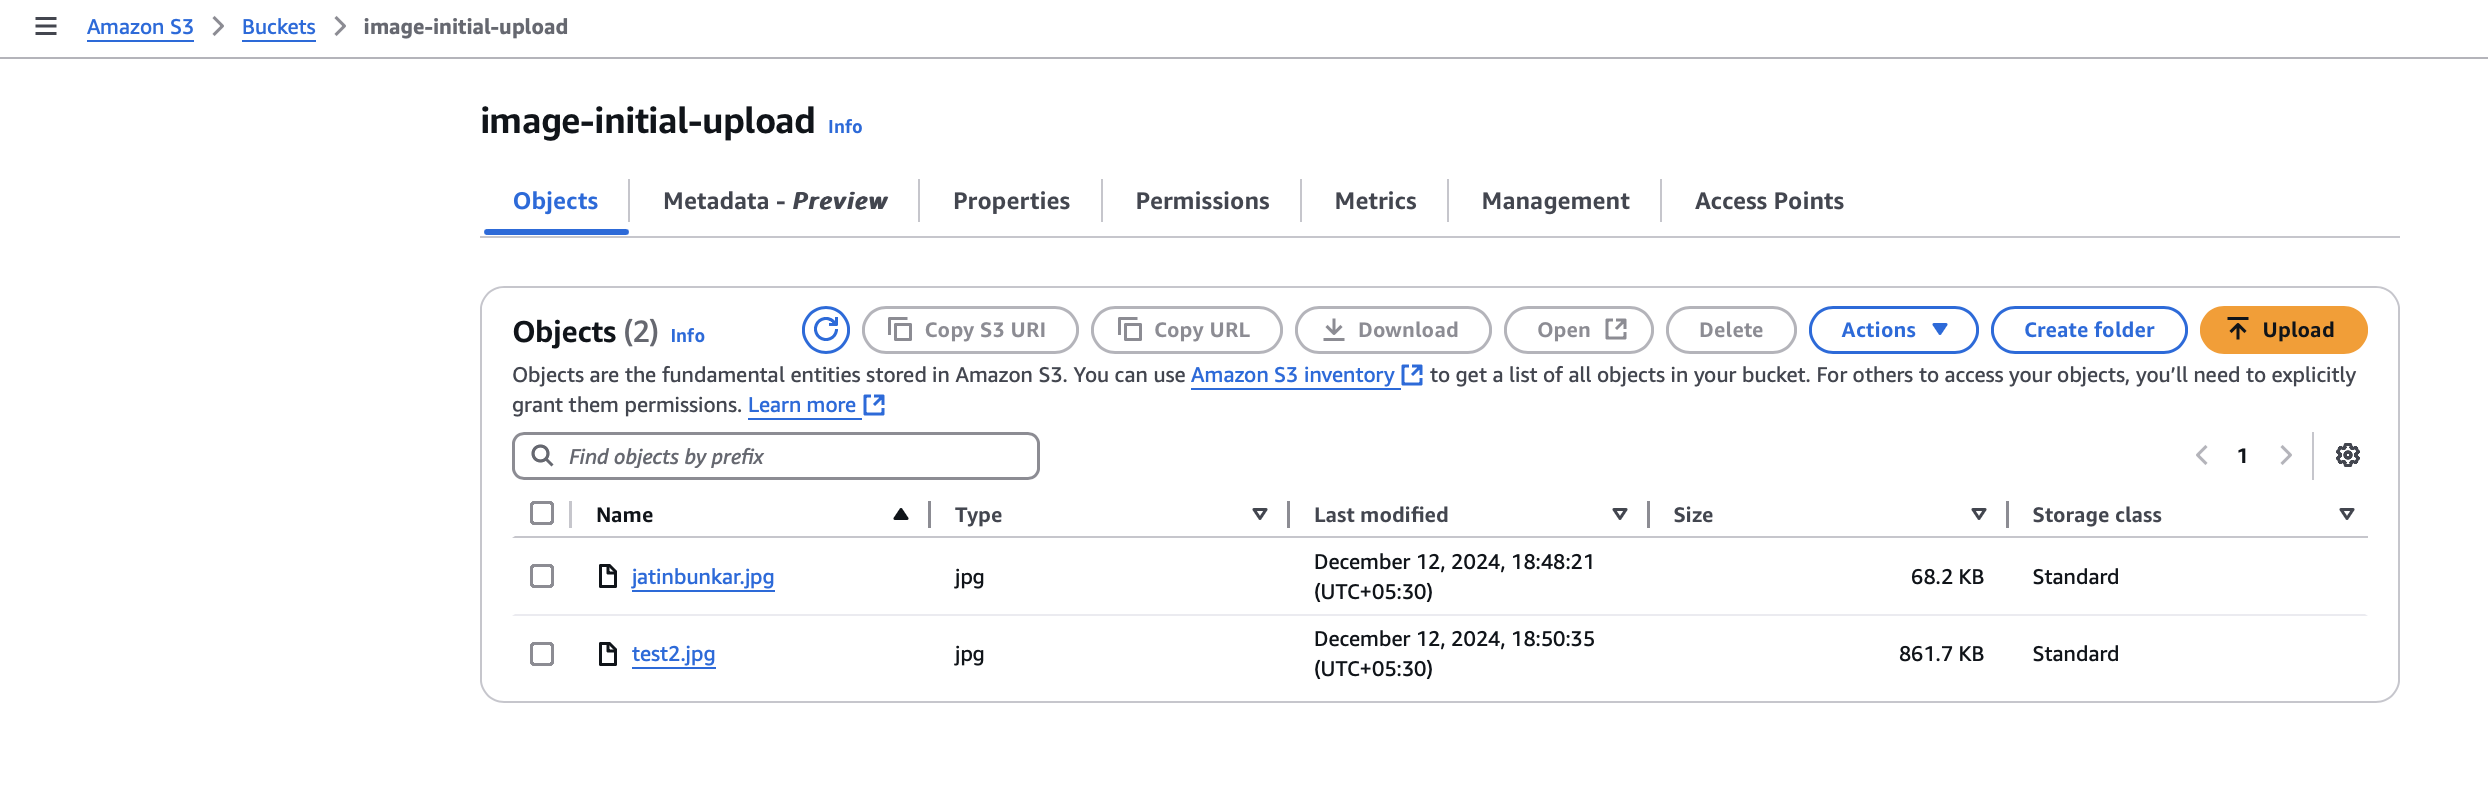 Amazon S3 > Buckets > image-initial-upload
image-initial-upload Info
Objects Metadata - Preview Properties Permissions Metrics Management Access Points
Objects (2) Info Copy S3 URI Copy URL Download Open Delete Actions Create folder Upload
Objects are the fundamental entities stored in Amazon S3. You can use Amazon S3 inventory to get a list of all objects in your bucket. For others to access your objects, you’ll need to explicitly
grant them permissions. Learn more
Find objects by prefix 1
Name Type Last modified Size Storage class
jatinbunkar.jpg jpg December 12, 2024, 18:48:21 (UTC+05:30) 68.2 KB Standard
test2.jpg jpg December 12, 2024, 18:50:35 (UTC+05:30) 861.7 KB Standard